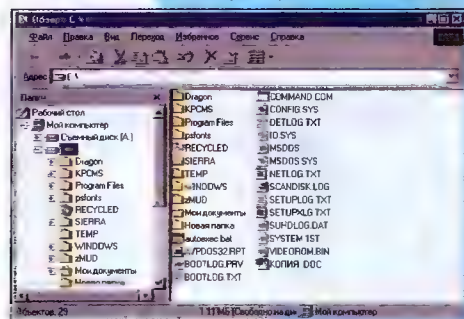 Обзор C:\
Файл Правка Вид Переход Избранное Сервис Справка
Адрес C:\
Папки
Рабочий стол
Мой компьютер
Съемный диск [A:]
Dragon
KPCMS
Program Files
psfonts
RECYCLED
SIERRA
TEMP
WINDOWS
zMUD
Мои документы
Новая папка
Dragon
KPCMS
Program Files
psfonts
RECYCLED
SIERRA
TEMP
WINDOWS
zMUD
Мои документы
Новая папка
autoexec.bat
AVPDOS32.RPT
BOOTLOG.PRV
BOOTLOG.TXT
COMMAND.COM
CONFIG.SYS
DETLOG.TXT
IO.SYS
MSDOS
MSDOS.SYS
NETLOG.TXT
SCANDISK.LOG
SETUPLOG.TXT
SETUPXLG.TXT
SUHDLOG.DAT
SYSTEM.1ST
VIDEOROM.BIN
КОПИЯ.DOC
Объектов: 29
Мой компьютер